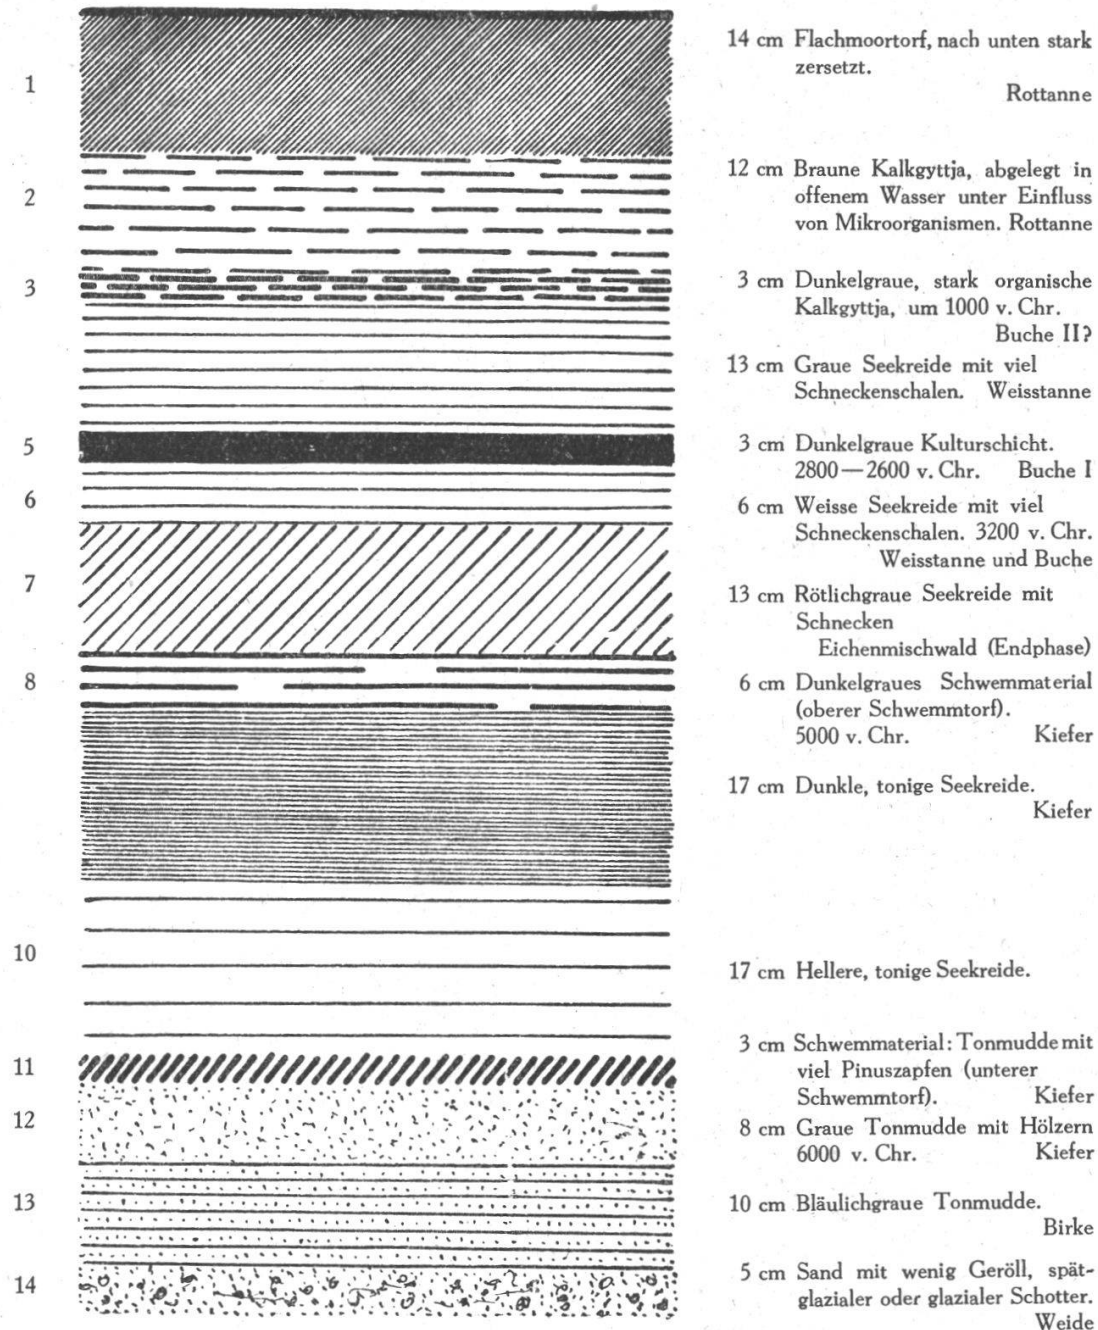 1
14 cm Flachmoortorf, nach unten stark
zersetzt.
Rottanne
2
12 cm Braune Kalkgyttja, abgelegt in
offenem Wasser unter Einfluss
von Mikroorganismen. Rottanne
3
3 cm Dunkelgraue, stark organische
Kalkgyttja, um 1000 v. Chr.
Buche II?
13 cm Graue Seekreide mit viel
Schneckenschalen. Weisstanne
5
3 cm Dunkelgraue Kulturschicht.
2800—2600 v. Chr. Buche I
6
6 cm Weisse Seekreide mit viel
Schneckenschalen. 3200 v. Chr.
Weisstanne und Buche
7
13 cm Rötlichgraue Seekreide mit
Schnecken
Eichenmischwald (Endphase)
8
6 cm Dunkelgraues Schwemmaterial
(oberer Schwemmtorf).
5000 v. Chr. Kiefer
17 cm Dunkle, tonige Seekreide.
Kiefer
10
17 cm Hellere, tonige Seekreide.
11
3 cm Schwemmaterial: Tonmudde mit
viel Pinuszapfen (unterer
Schwemmtorf). Kiefer
12
8 cm Graue Tonmudde mit Hölzern
6000 v. Chr. Kiefer
13
10 cm Bläulichgraue Tonmudde.
Birke
14
5 cm Sand mit wenig Geröll, spät-
glazialer oder glazialer Schotter.
Weide